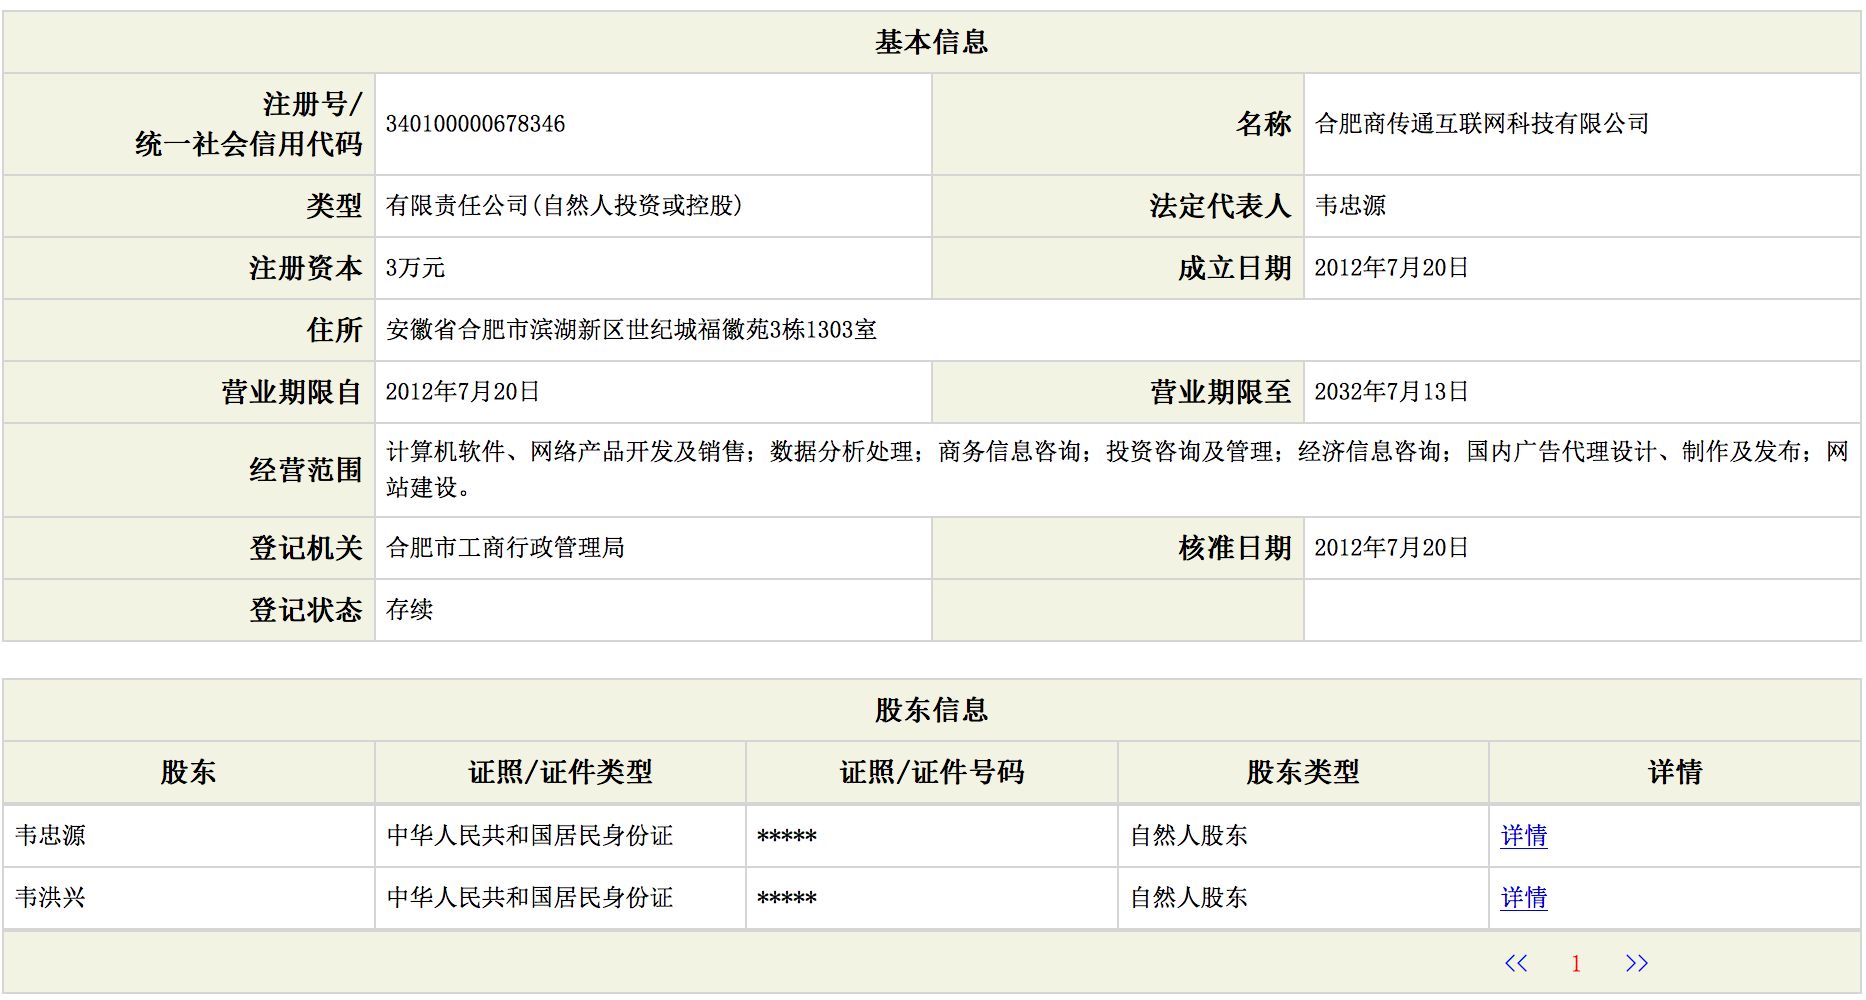 基本信息
注册号/
统一社会信用代码
340100000678346
名称
合肥商传通互联网科技有限公司
类型
有限责任公司(自然人投资或控股)
法定代表人
韦忠源
注册资本
3万元
成立日期
2012年7月20日
住所
安徽省合肥市滨湖新区世纪城福徽苑3栋1303室
营业期限自
2012年7月20日
营业期限至
2032年7月13日
经营范围
计算机软件、网络产品开发及销售；数据分析处理；商务信息咨询；投资咨询及管理；经济信息咨询；国内广告代理设计、制作及发布；网
站建设。
登记机关
合肥市工商行政管理局
核准日期
2012年7月20日
登记状态
存续
股东信息
股东
证照/证件类型
证照/证件号码
股东类型
详情
韦忠源
中华人民共和国居民身份证
*****
自然人股东
详情
韦洪兴
中华人民共和国居民身份证
*****
自然人股东
详情
<< 1 >>